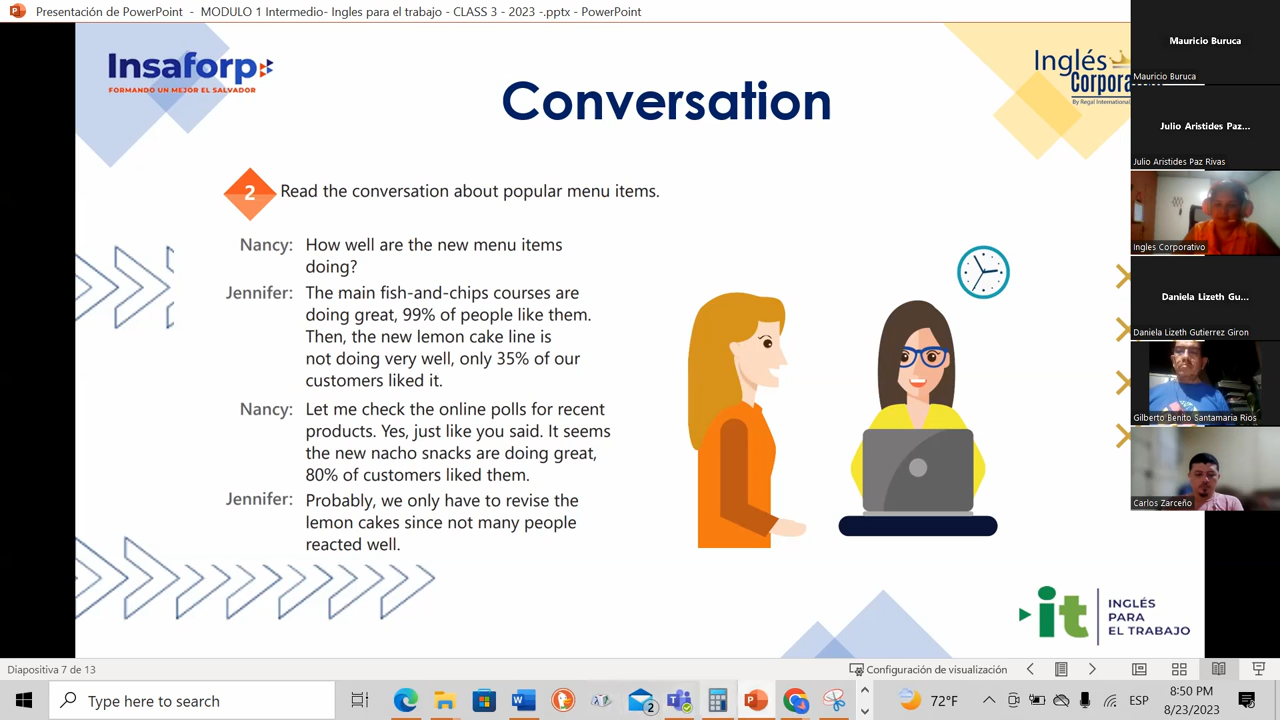 Presentación de PowerPoint - MODULO 1 Intermedio- Ingles para el trabajo - CLASS 3 - 2023 -.pptx - PowerPoint
Insaforp
FORMANDO UN MEJOR EL SALVADOR
Conversation
Inglés
Corpora
By Regal International
2 Read the conversation about popular menu items.
Nancy: How well are the new menu items
doing?
Jennifer: The main fish-and-chips courses are
doing great, 99% of people like them.
Then, the new lemon cake line is
not doing very well, only 35% of our
customers liked it.
Nancy: Let me check the online polls for recent
products. Yes, just like you said. It seems
the new nacho snacks are doing great,
80% of customers liked them.
Jennifer: Probably, we only have to revise the
lemon cakes since not many people
reacted well.
it
INGLÉS
PARA
EL TRABAJO
Mauricio Buruca
Mauricio Buruca
Julio Aristides Paz...
Julio Aristides Paz Rivas
Ingles Corporativo
Daniela Lizeth Gu...
Daniela Lizeth Gutierrez Giron
Gilberto Benito Santamaria Rios
Carlos Zarceño
Diapositiva 7 de 13
Configuración de visualización
Type here to search
2
72°F
ESP
8:50 PM
8/23/2023